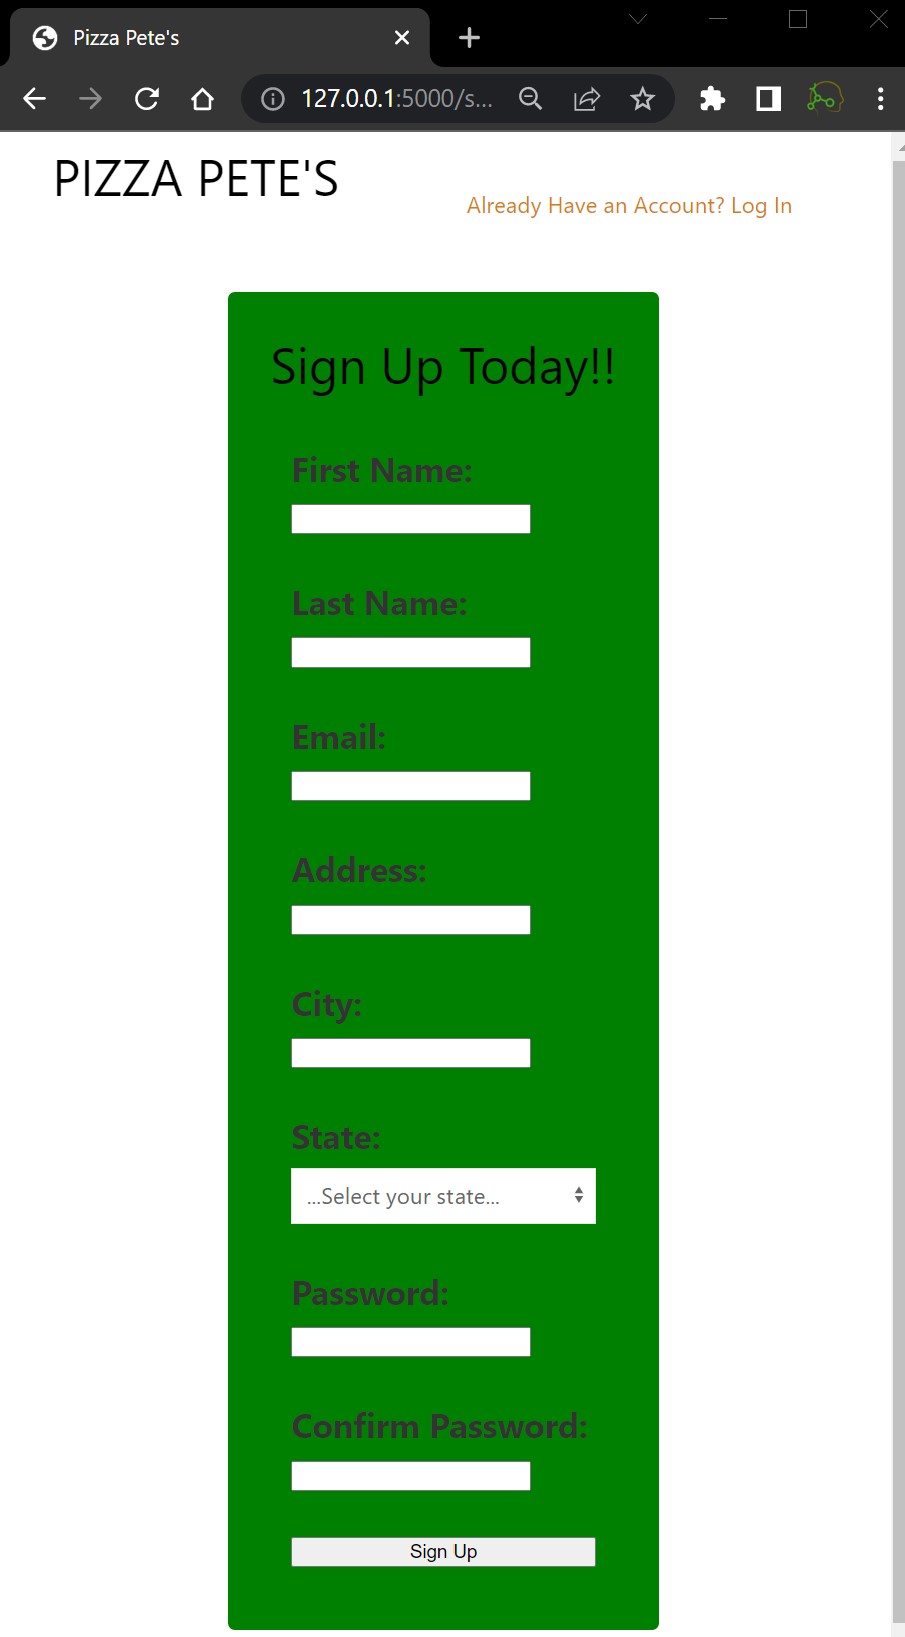 Pizza Pete's
127.0.0.1:5000/s...
PIZZA PETE'S
Already Have an Account? Log In
Sign Up Today!!
First Name:
Last Name:
Email:
Address:
City:
State:
...Select your state...
Password:
Confirm Password:
Sign Up